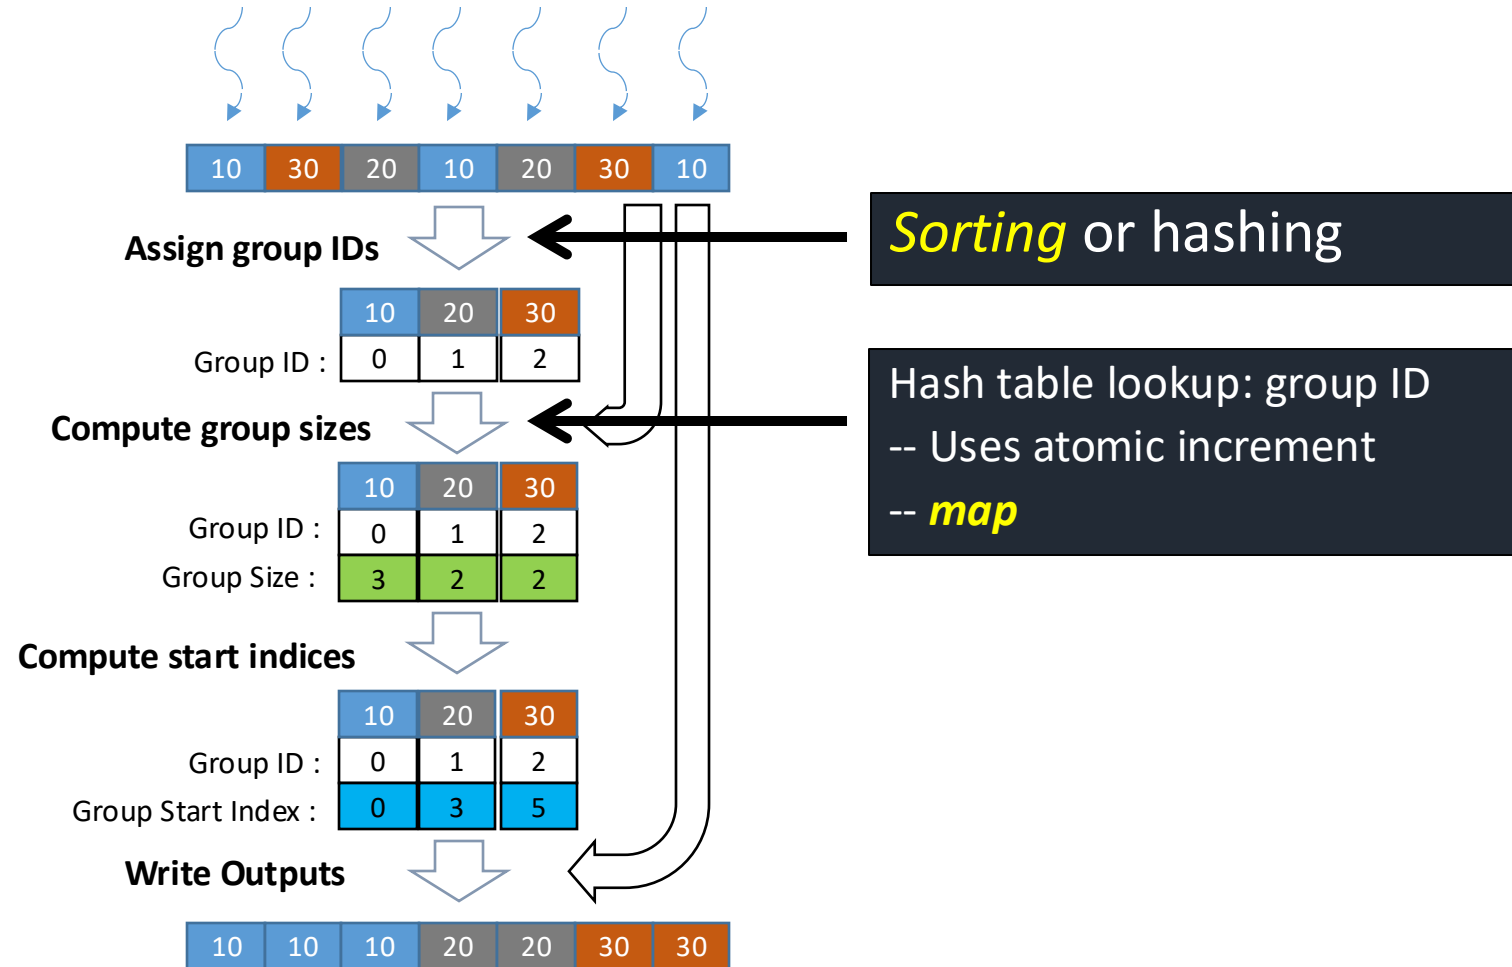 10 30 20 10 20 30 10
Sorting or hashing
Assign group IDs
10 20 30
Group ID : 0 1 2
Hash table lookup: group ID
-- Uses atomic increment
-- map
Compute group sizes
10 20 30
Group ID : 0 1 2
Group Size : 3 2 2
Compute start indices
10 20 30
Group ID : 0 1 2
Group Start Index : 0 3 5
Write Outputs
10 10 10 20 20 30 30